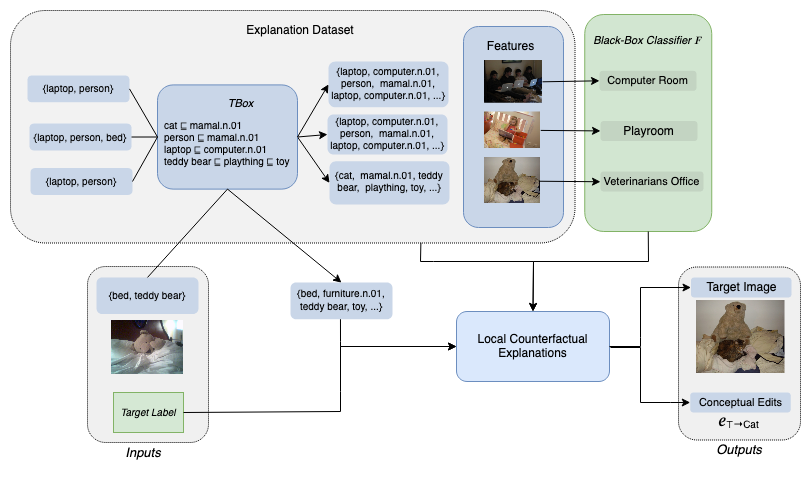 Explanation Dataset
{laptop, person}
{laptop, person, bed}
{laptop, person}
TBox
cat ⊑ mamal.n.01
person ⊑ mamal.n.01
laptop ⊑ computer.n.01
teddy bear ⊑ plaything ⊑ toy
{laptop, computer.n.01,
person, mamal.n.01,
laptop, computer.n.01, ...}
{laptop, computer.n.01,
person, mamal.n.01,
laptop, computer.n.01, ...}
{cat, mamal.n.01, teddy
bear, plaything, toy, ...}
Features
Black-Box Classifier F
Computer Room
Playroom
Veterinarians Office
{bed, teddy bear}
Target Label
Inputs
{bed, furniture.n.01,
teddy bear, toy, ...}
Local Counterfactual
Explanations
Target Image
Conceptual Edits
e⊤→Cat
Outputs